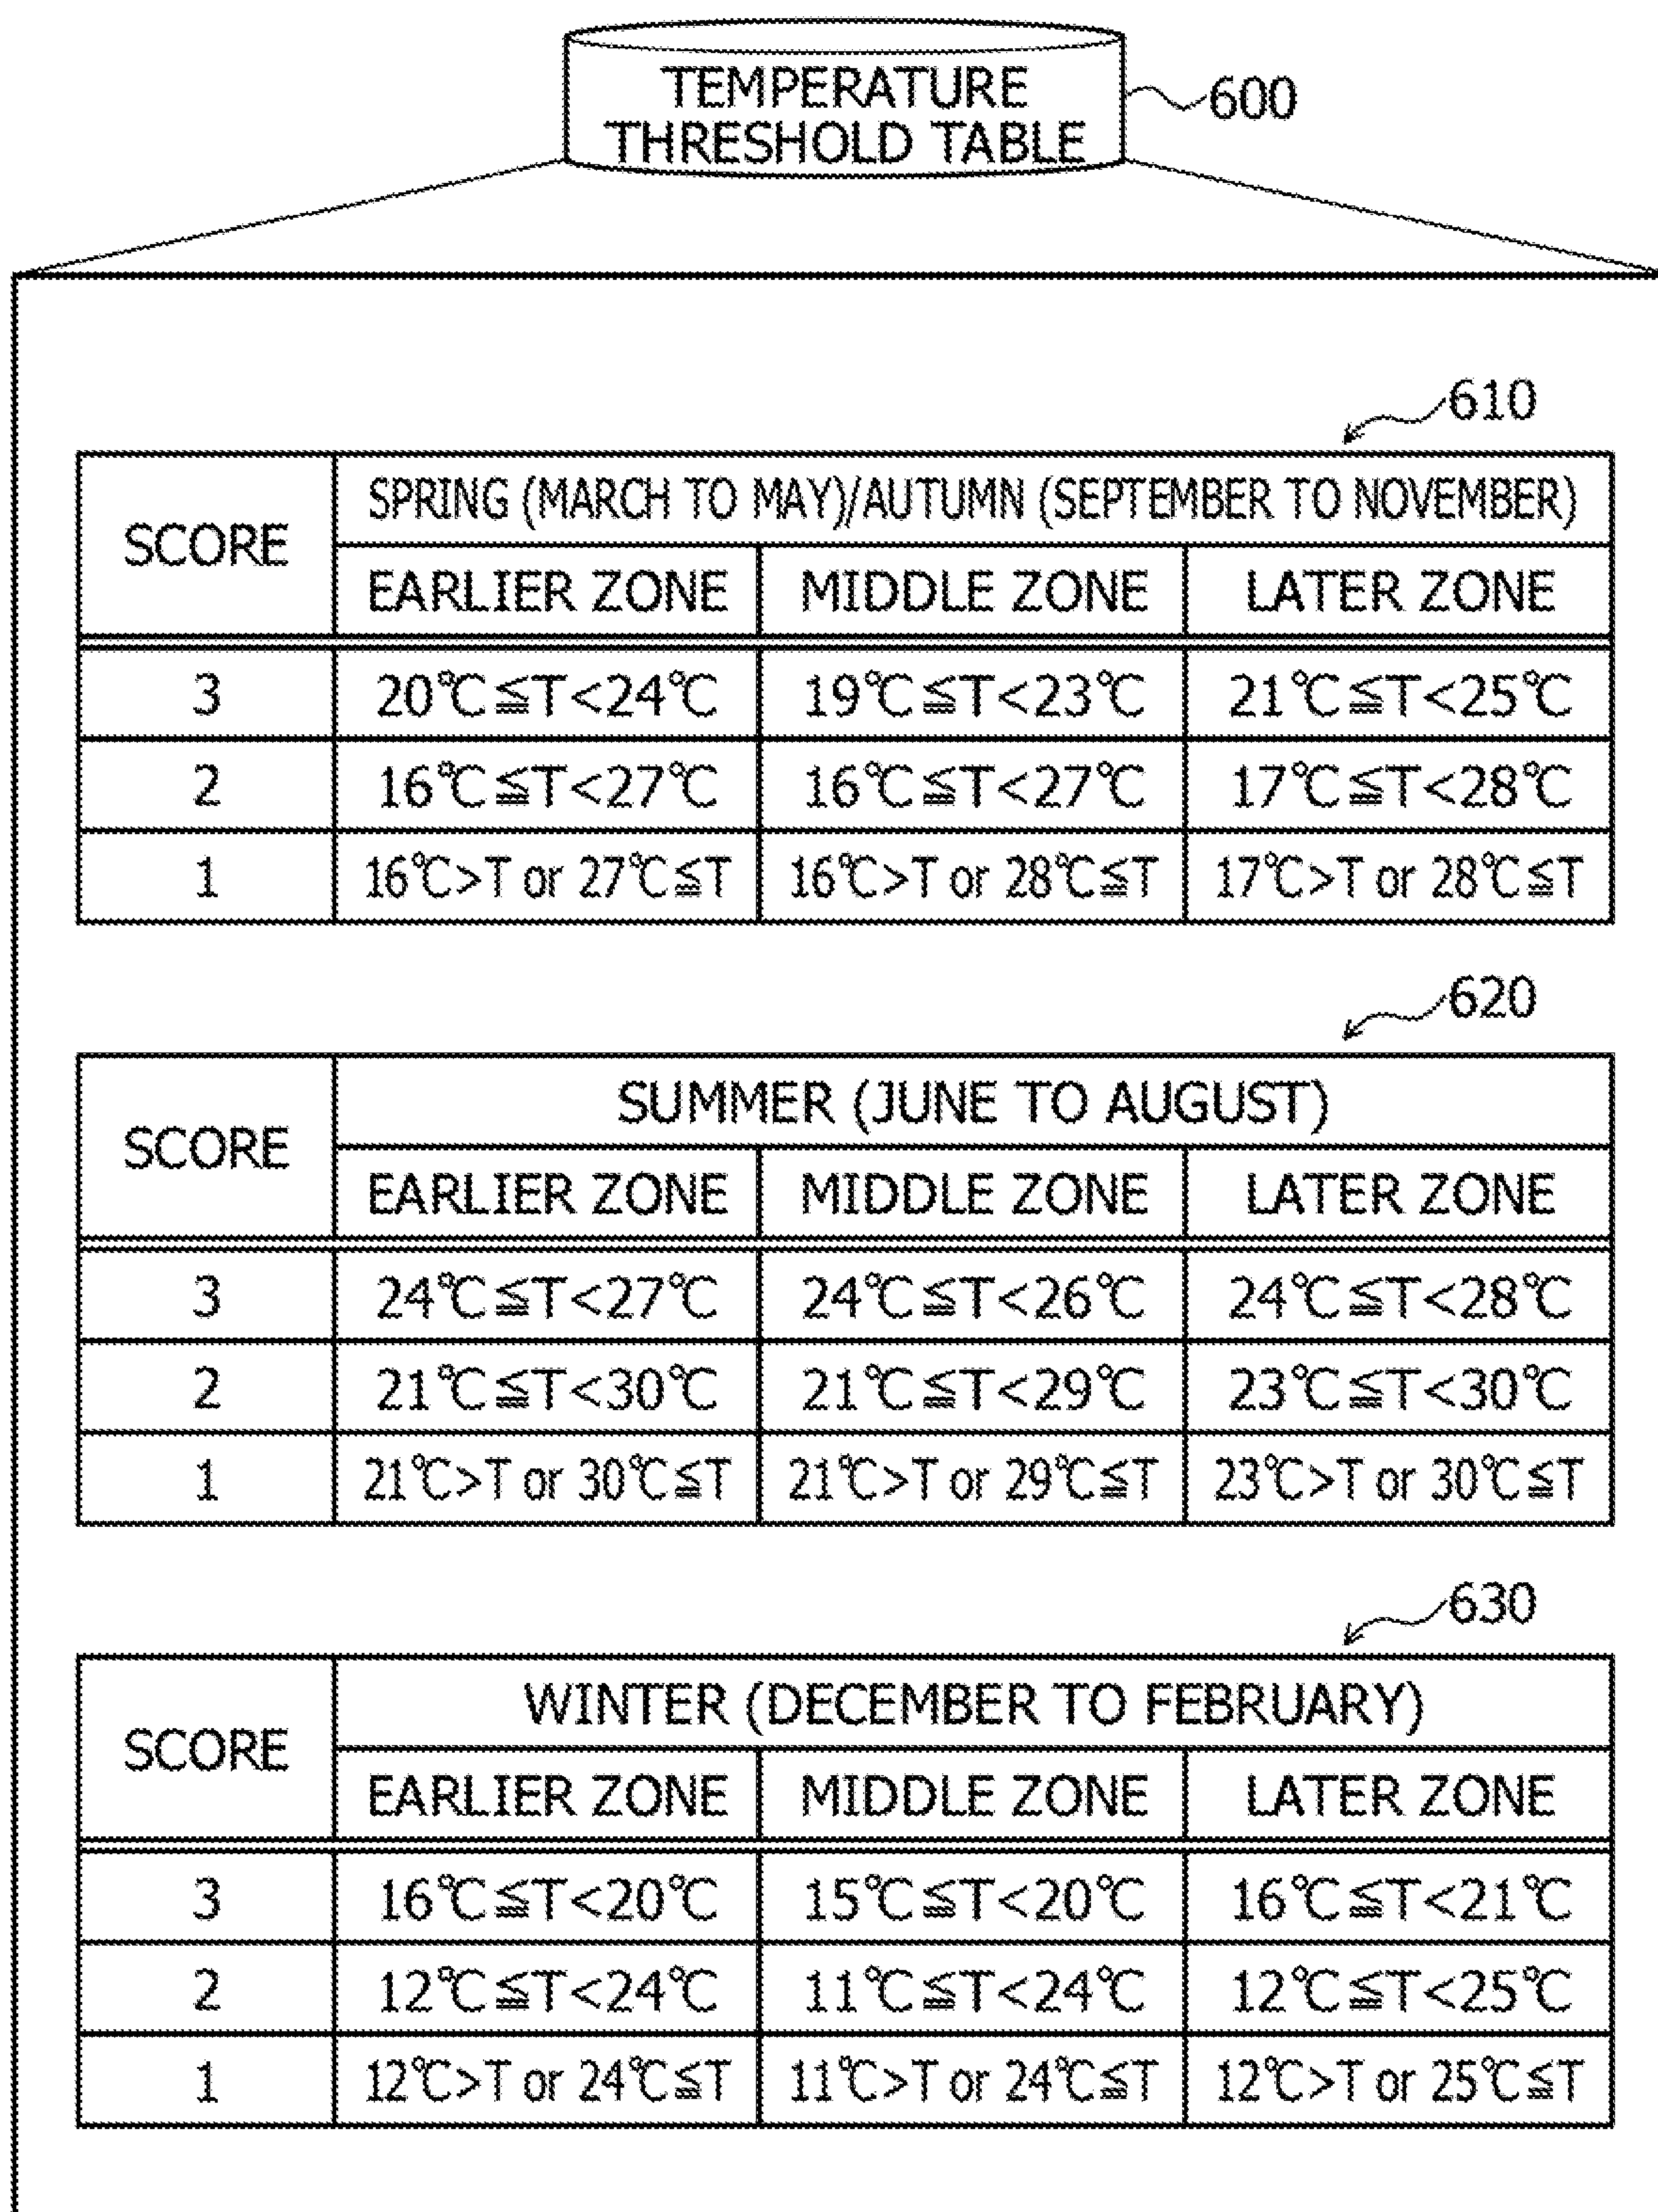 TEMPERATURE
THRESHOLD TABLE
600
610
SCORE
SPRING (MARCH TO MAY)/AUTUMN (SEPTEMBER TO NOVEMBER)
EARLIER ZONE MIDDLE ZONE LATER ZONE
3 20℃≦T<24℃ 19℃≦T<23℃ 21℃≦T<25℃
2 16℃≦T<27℃ 16℃≦T<27℃ 17℃≦T<28℃
1 16℃>T or 27℃≦T 16℃>T or 28℃≦T 17℃>T or 28℃≦T
620
SCORE
SUMMER (JUNE TO AUGUST)
EARLIER ZONE MIDDLE ZONE LATER ZONE
3 24℃≦T<27℃ 24℃≦T<26℃ 24℃≦T<28℃
2 21℃≦T<30℃ 21℃≦T<29℃ 23℃≦T<30℃
1 21℃>T or 30℃≦T 21℃>T or 29℃≦T 23℃>T or 30℃≦T
630
SCORE
WINTER (DECEMBER TO FEBRUARY)
EARLIER ZONE MIDDLE ZONE LATER ZONE
3 16℃≦T<20℃ 15℃≦T<20℃ 16℃≦T<21℃
2 12℃≦T<24℃ 11℃≦T<24℃ 12℃≦T<25℃
1 12℃>T or 24℃≦T 11℃>T or 24℃≦T 12℃>T or 25℃≦T